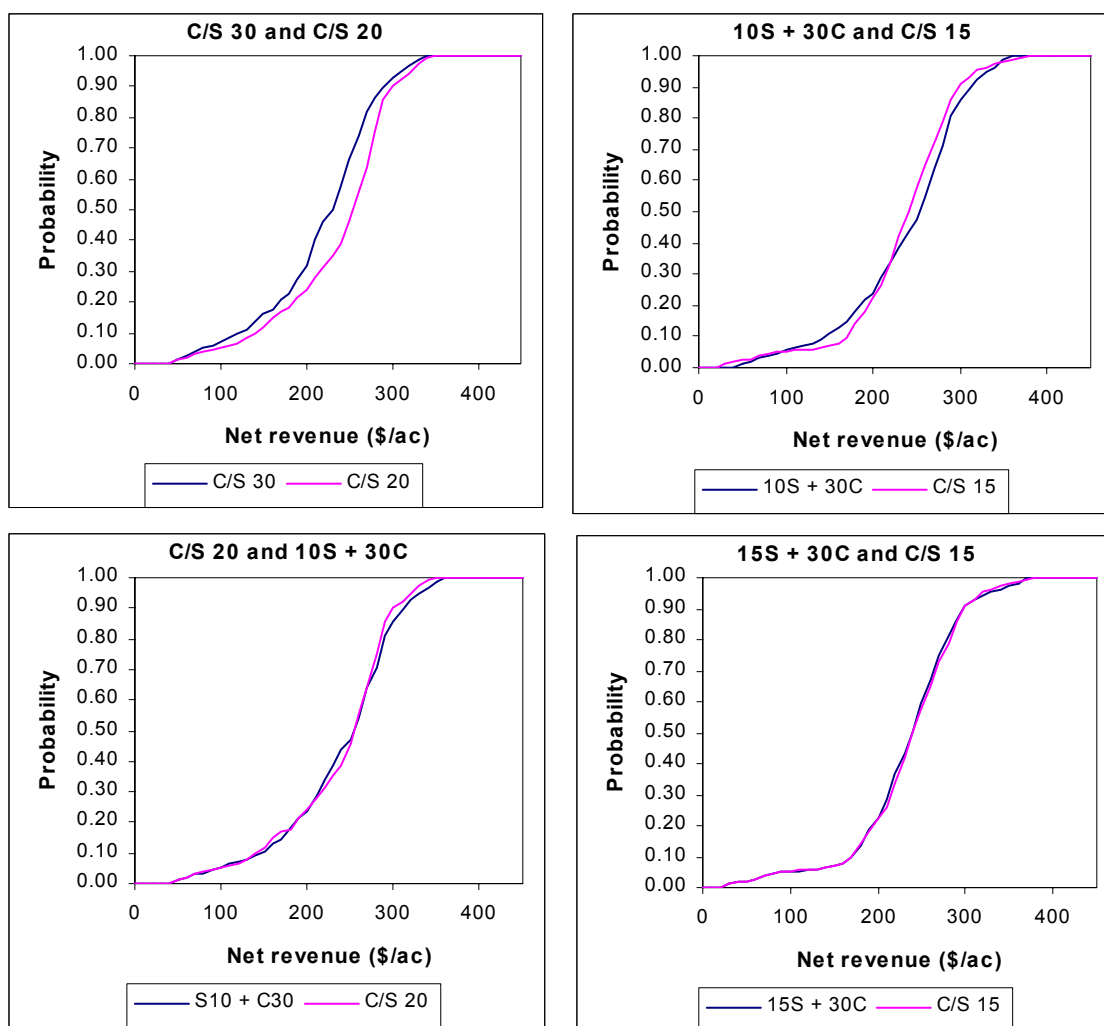 C/S 30 and C/S 20
1.00
0.90
0.80
0.70
0.60
0.50
0.40
0.30
0.20
0.10
0.00
Probability
0 100 200 300 400
Net revenue ($/ac)
C/S 30 C/S 20
10S + 30C and C/S 15
1.00
0.90
0.80
0.70
0.60
0.50
0.40
0.30
0.20
0.10
0.00
Probability
0 100 200 300 400
Net revenue ($/ac)
10S + 30C C/S 15
C/S 20 and 10S + 30C
1.00
0.90
0.80
0.70
0.60
0.50
0.40
0.30
0.20
0.10
0.00
Probability
0 100 200 300 400
Net revenue ($/ac)
S10 + C30 C/S 20
15S + 30C and C/S 15
1.00
0.90
0.80
0.70
0.60
0.50
0.40
0.30
0.20
0.10
0.00
Probability
0 100 200 300 400
Net revenue ($/ac)
15S + 30C C/S 15